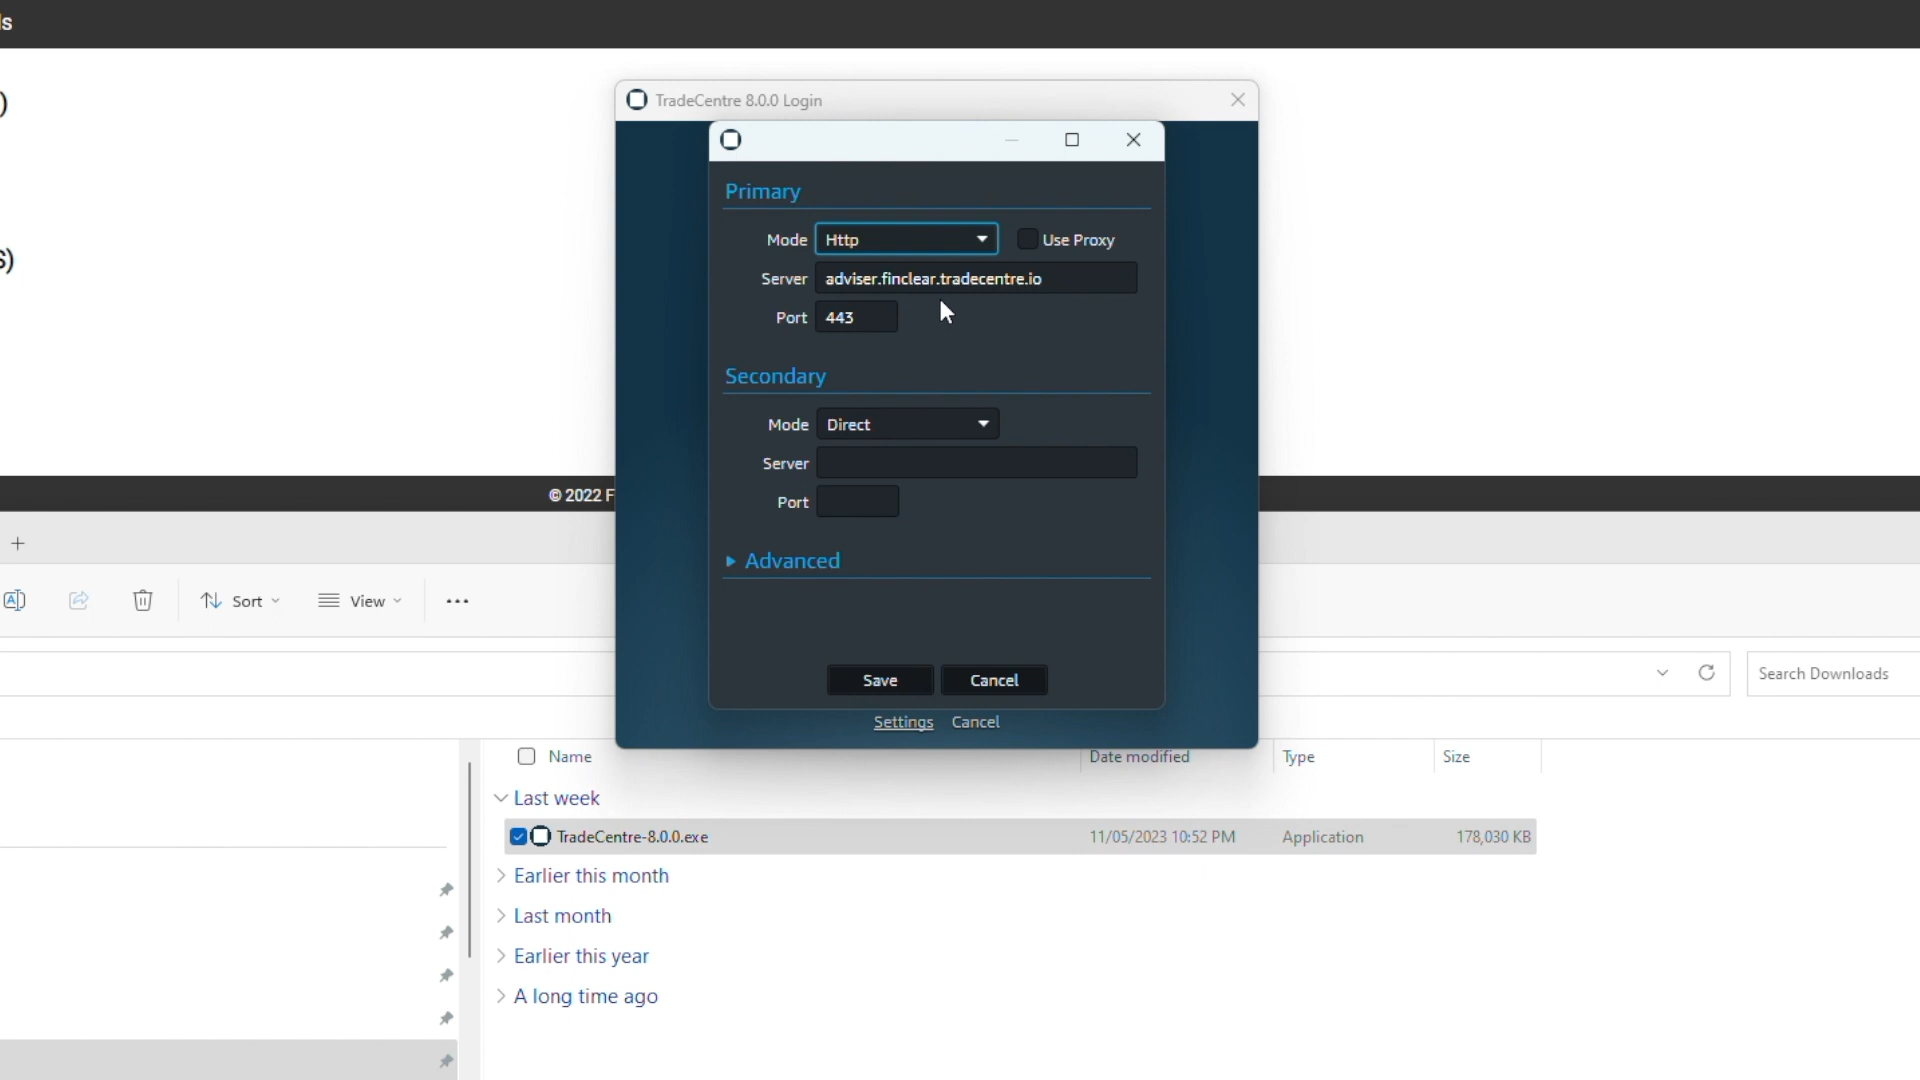 ls
)
S)
TradeCentre 8.0.0 Login
Primary
Mode Http Use Proxy
Server adviser.finclear.tradecentre.io
Port 443
Secondary
Mode Direct
Server
Port
Advanced
Save Cancel
Settings Cancel
© 2022 F
Sort View
Search Downloads
Name Date modified Type Size
Last week
TradeCentre-8.0.0.exe 11/05/2023 10:52 PM Application 178,030 KB
Earlier this month
Last month
Earlier this year
A long time ago